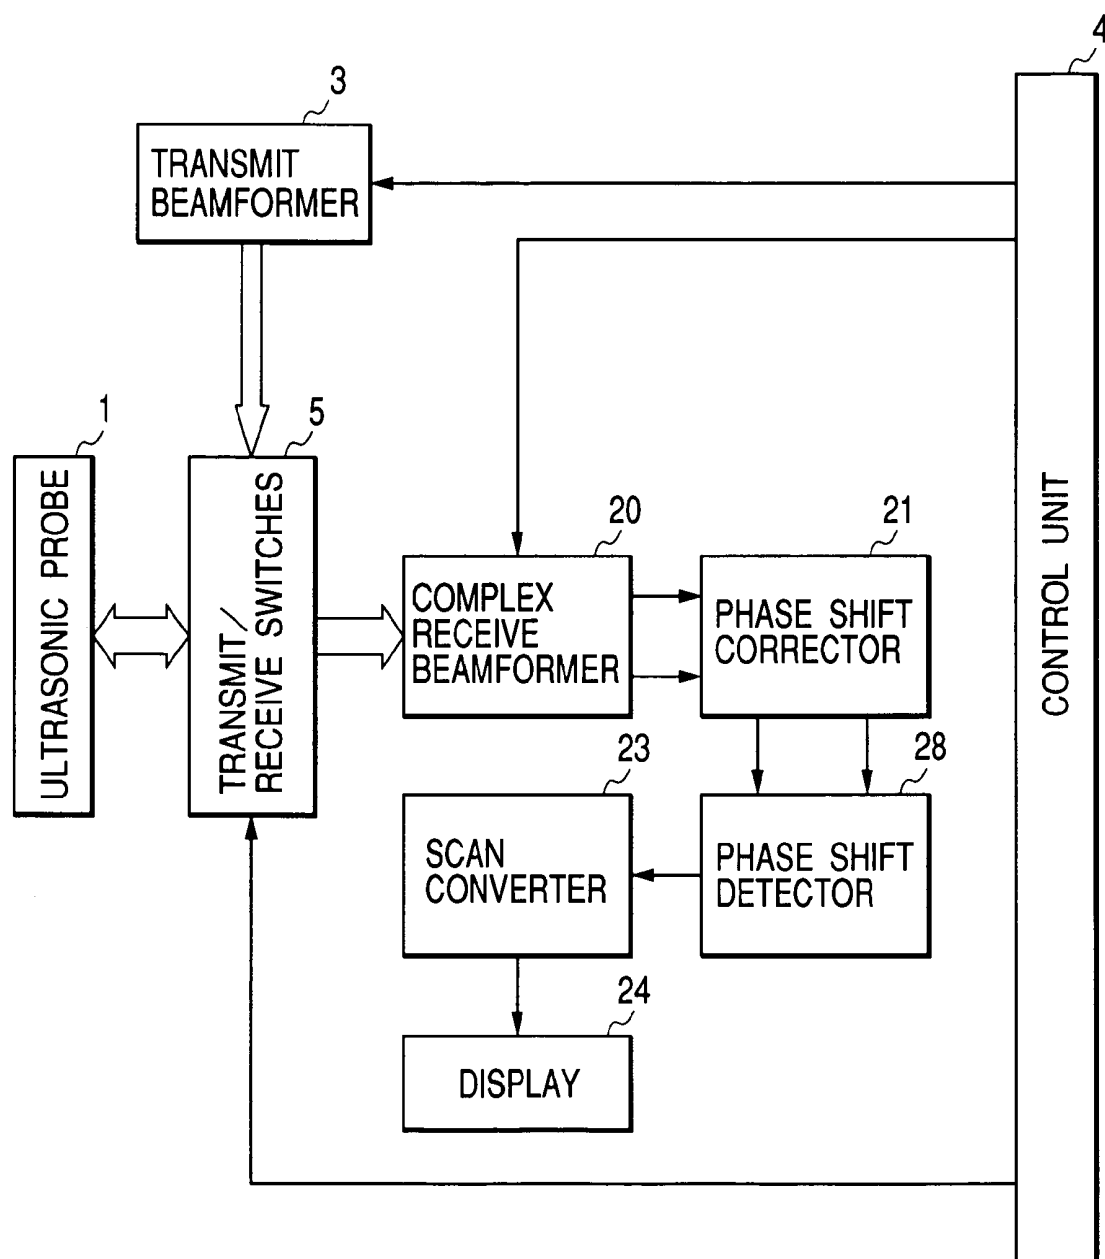 4
3
TRANSMIT
BEAMFORMER
1
ULTRASONIC PROBE
5
TRANSMIT/
RECEIVE SWITCHES
20
COMPLEX
RECEIVE
BEAMFORMER
21
PHASE SHIFT
CORRECTOR
CONTROL UNIT
23
SCAN
CONVERTER
28
PHASE SHIFT
DETECTOR
24
DISPLAY